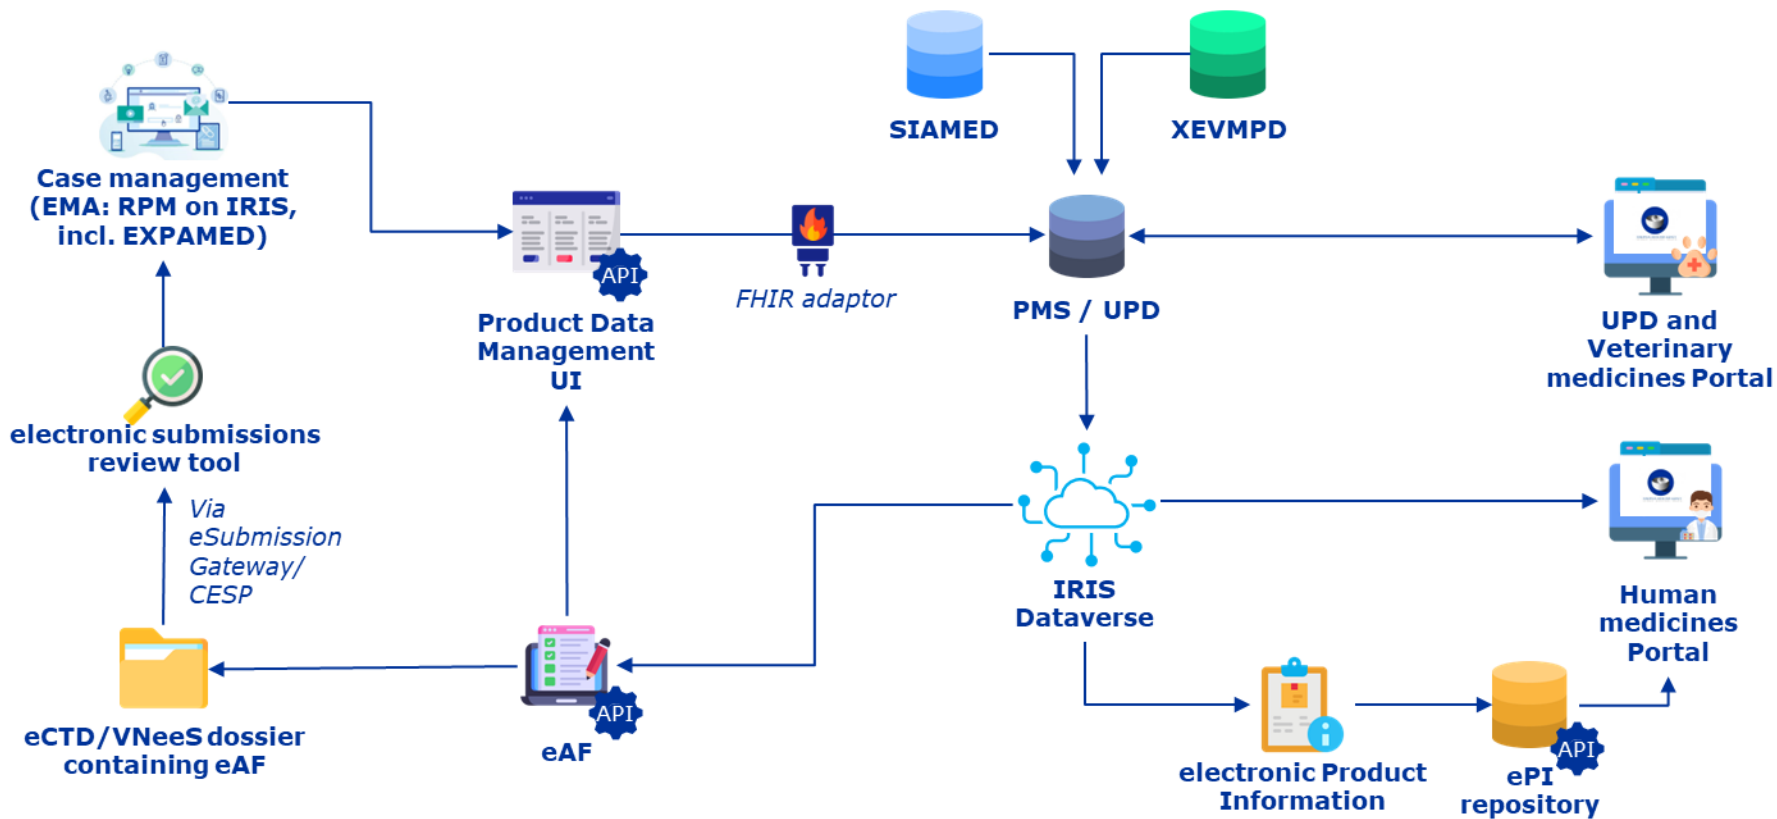 SIAMED
XEVMPD
Case management
(EMA: RPM on IRIS,
incl. EXPAMED)
API
FHIR adaptor
Product Data
Management
UI
PMS / UPD
UPD and
Veterinary
medicines Portal
electronic submissions
review tool
Via
eSubmission
Gateway/
CESP
IRIS
Dataverse
Human
medicines
Portal
API
eCTD/VNeeS dossier
containing eAF
eAF
electronic Product
Information
API
ePI
repository